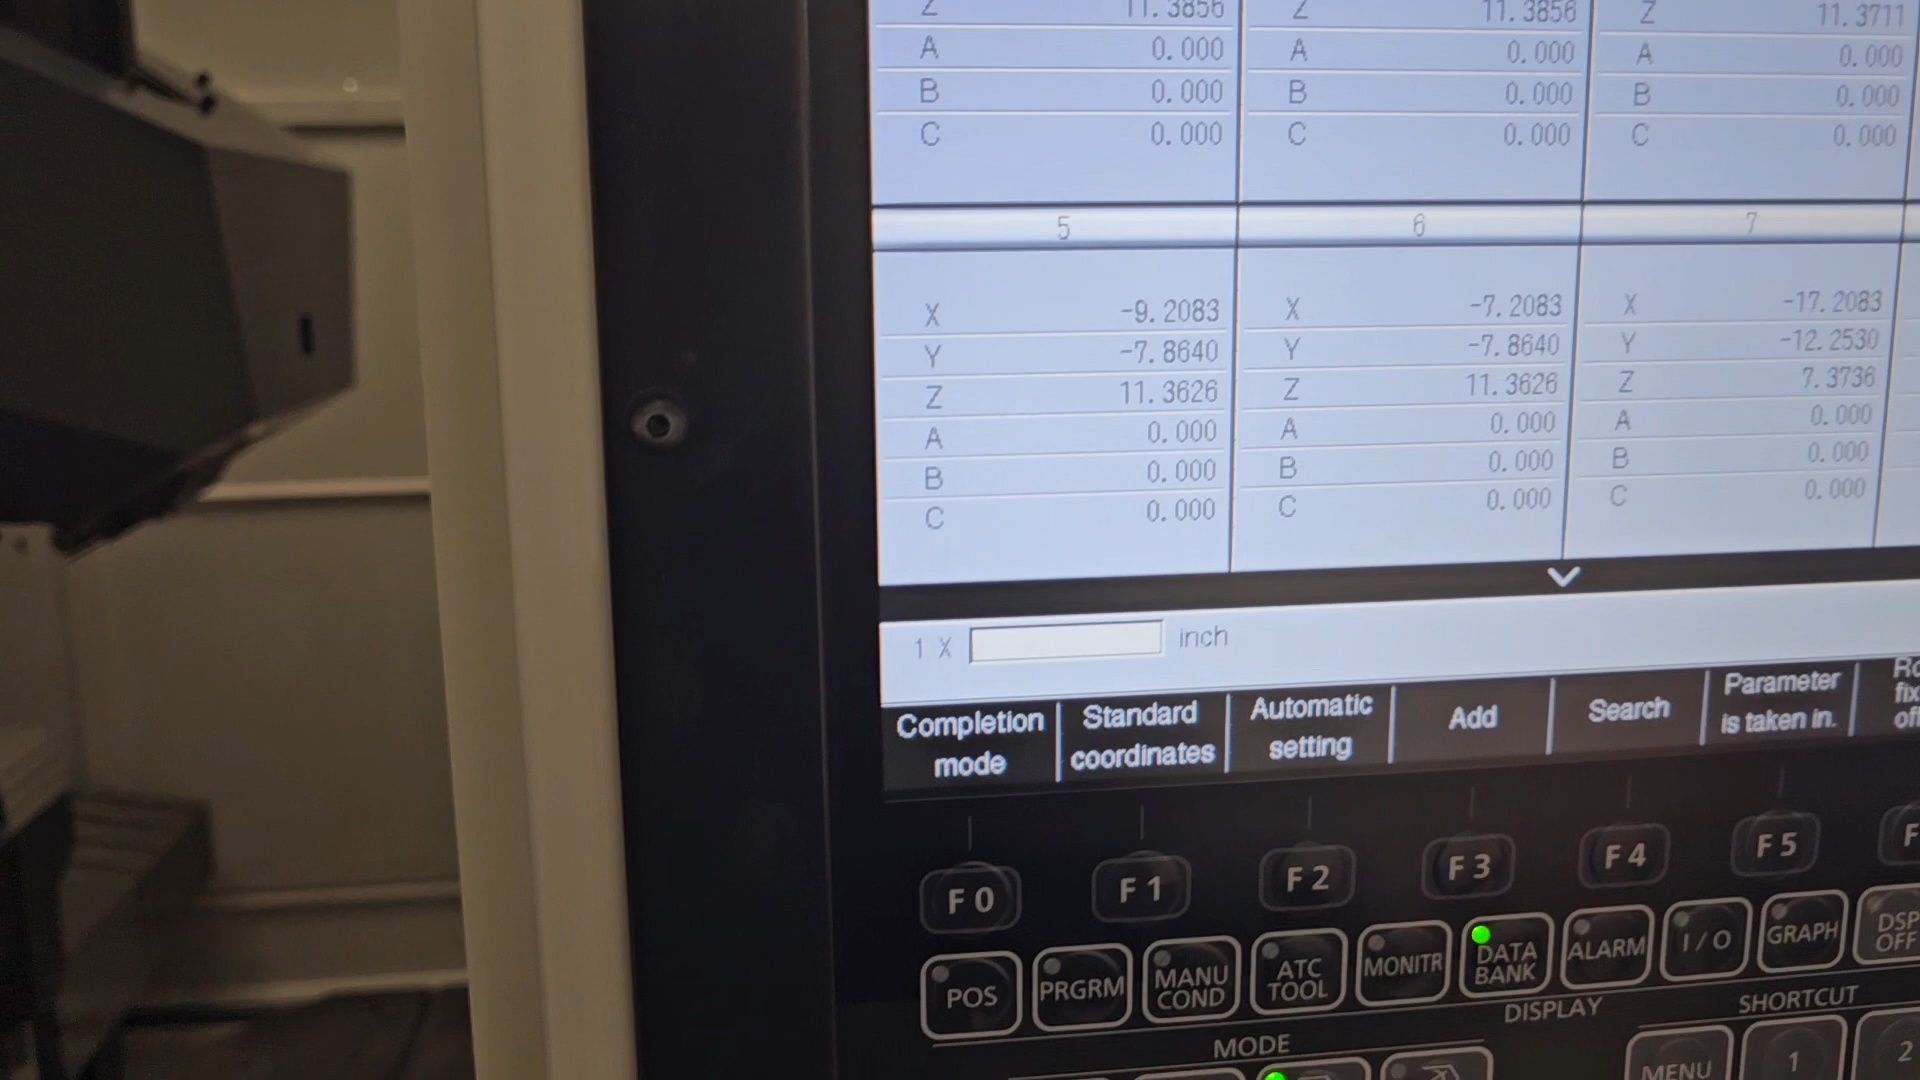 Z 11.3856 Z 11.3856 Z 11.3711
A 0.000 A 0.000 A 0.000
B 0.000 B 0.000 B 0.000
C 0.000 C 0.000 C 0.000
5 6 7
X -9.2083 X -7.2083 X -17.2083
Y -7.8640 Y -7.8640 Y -12.2530
Z 11.3626 Z 11.3626 Z 7.3736
A 0.000 A 0.000 A 0.000
B 0.000 B 0.000 B 0.000
C 0.000 C 0.000 C 0.000
1 X inch
Completion
mode
Standard
coordinates
Automatic
setting
Add
Search
Parameter
is taken in.
F0 F1 F2 F3 F4 F5 F
POS
PRGRM
MANU
COND
ATC
TOOL
MONITR
DATA
BANK
ALARM
I/O
GRAPH
DSP
OFF
DISPLAY
SHORTCUT
MODE
MENU
1
2